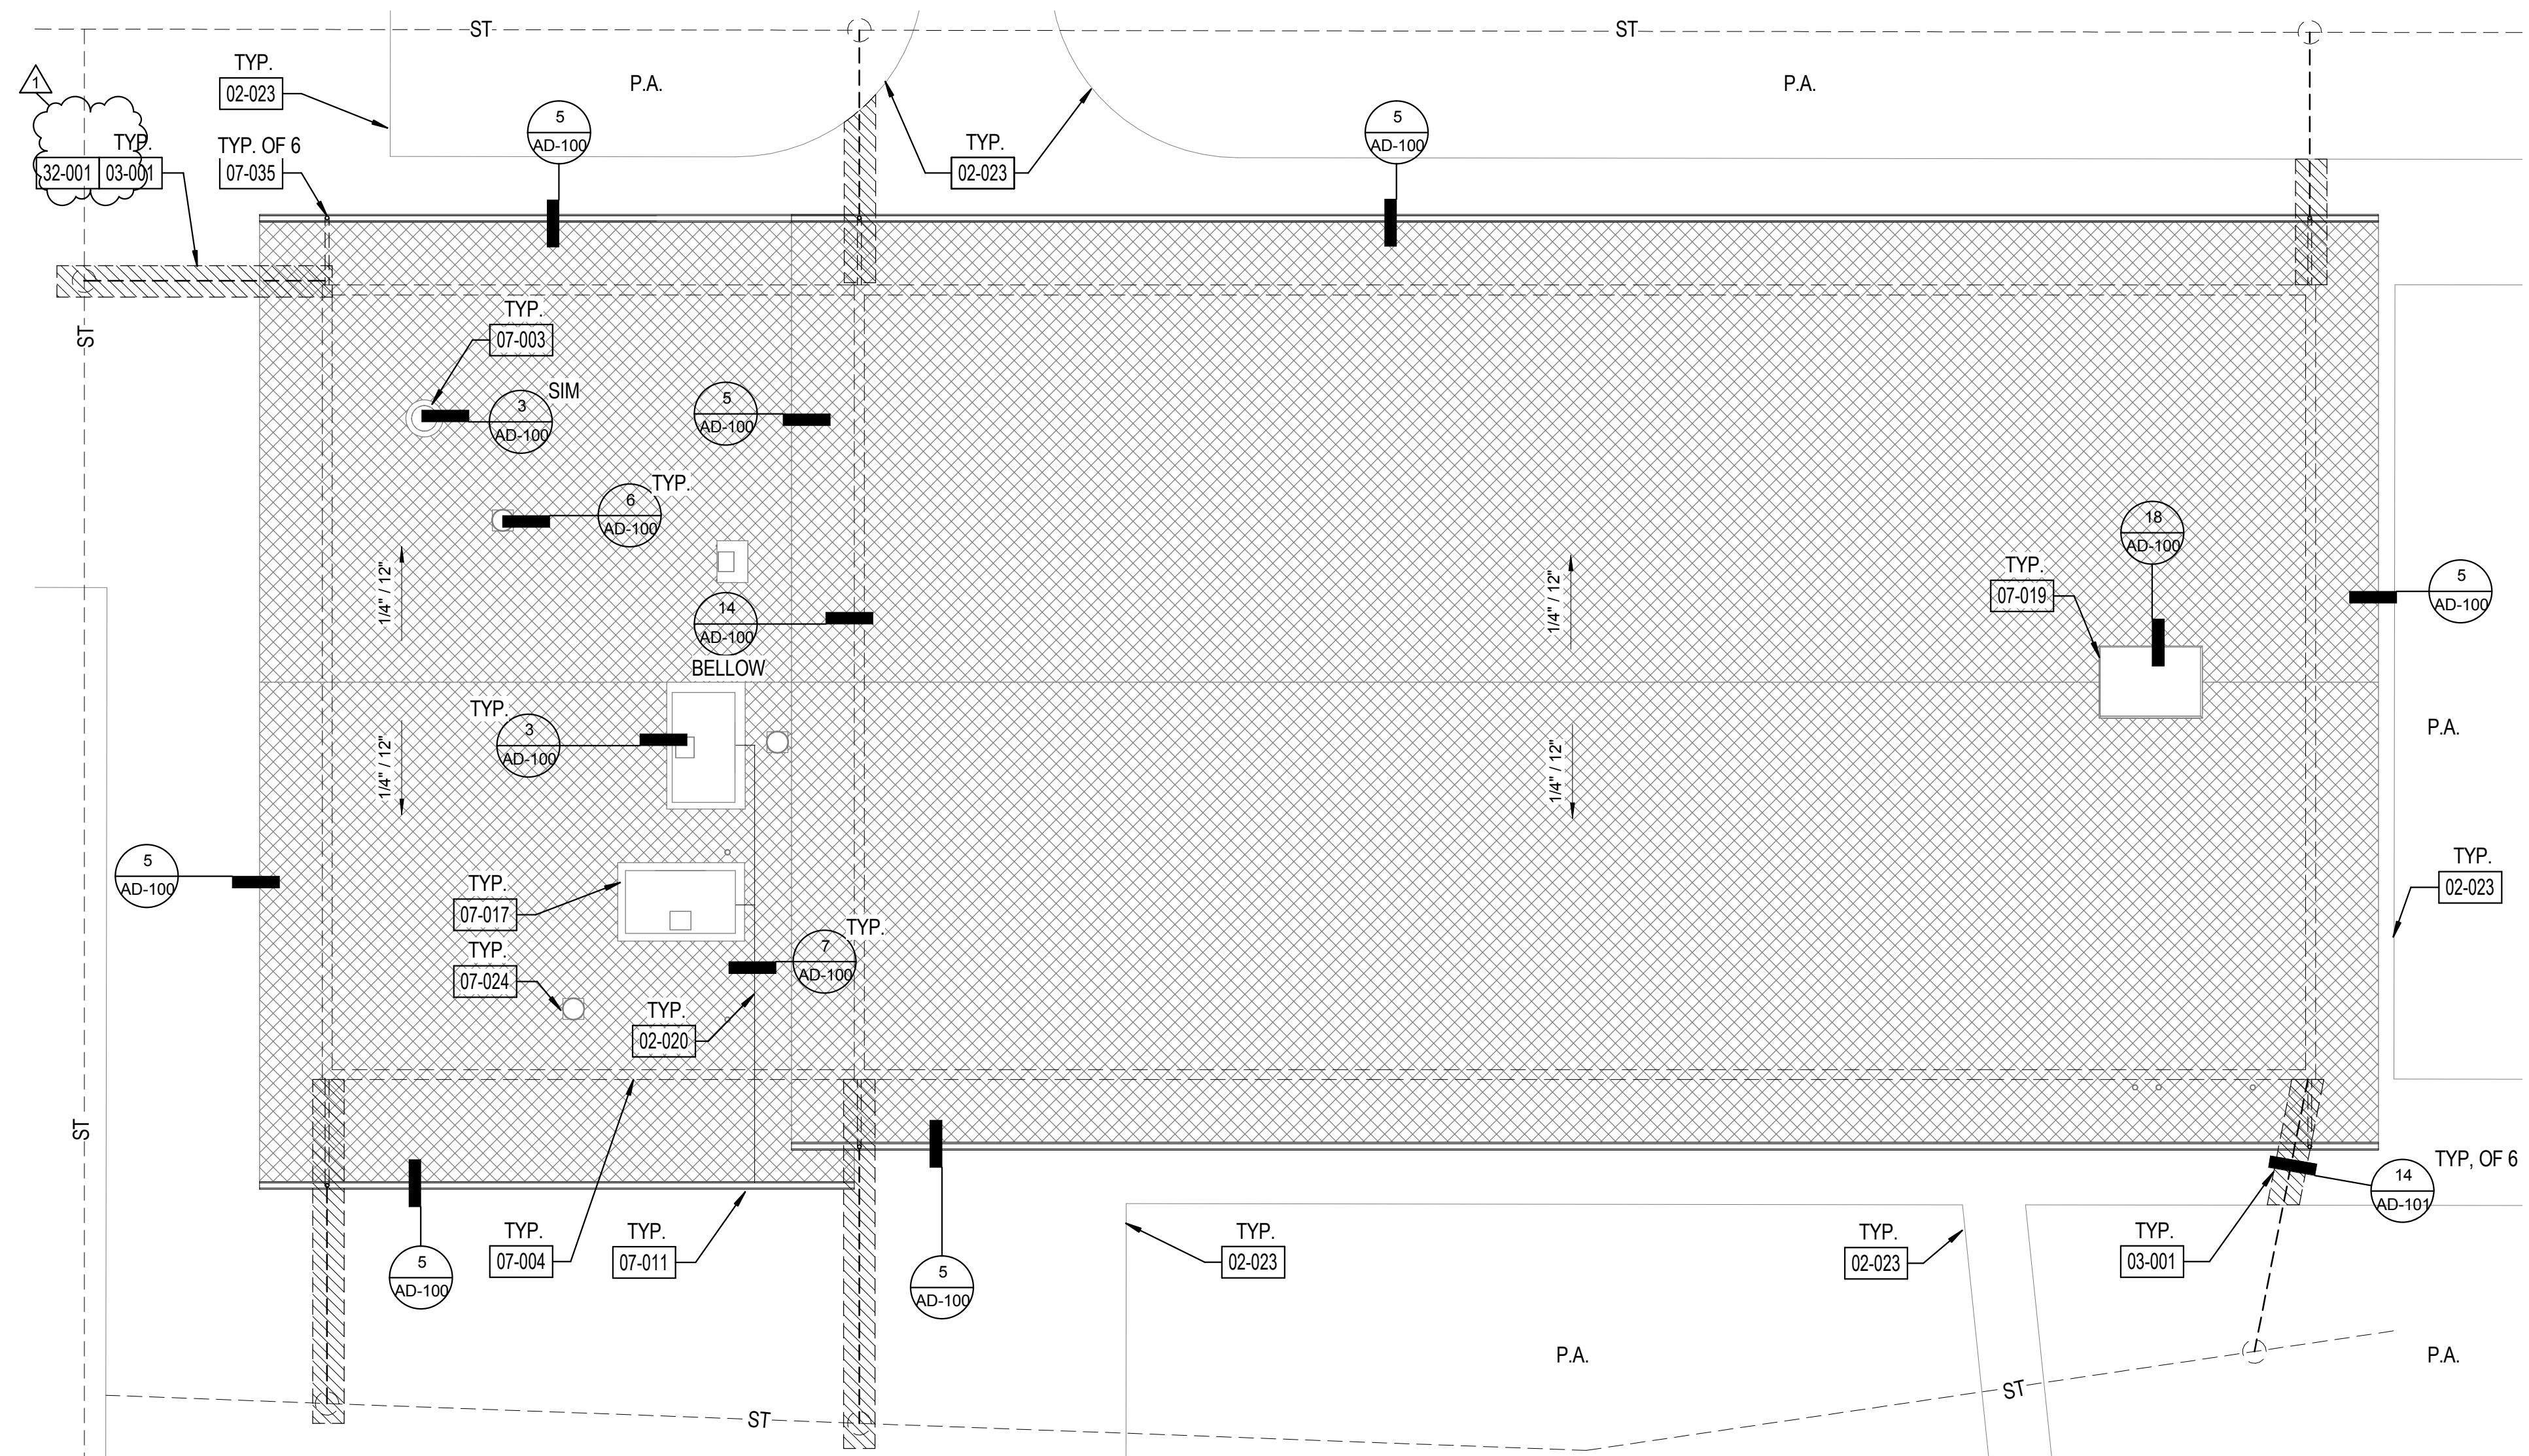 ST
ST
P.A.
P.A.
1
TYP.
02-023
TYP.
32-001 03-001
TYP. OF 6
07-035
5
AD-100
TYP.
02-023
5
AD-100
ST
TYP.
07-003
3
AD-100
SIM
5
AD-100
6
AD-100
TYP.
1/4" / 12"
14
AD-100
BELLOW
1/4" / 12"
18
AD-100
TYP.
07-019
5
AD-100
TYP.
3
AD-100
1/4" / 12"
1/4" / 12"
P.A.
5
AD-100
TYP.
07-017
TYP.
07-024
7
AD-100
TYP.
TYP.
02-020
TYP.
02-023
ST
5
AD-100
TYP.
07-004
TYP.
07-011
5
AD-100
TYP.
02-023
TYP.
02-023
TYP.
03-001
14
AD-101
TYP, OF 6
P.A.
P.A.
ST
ST